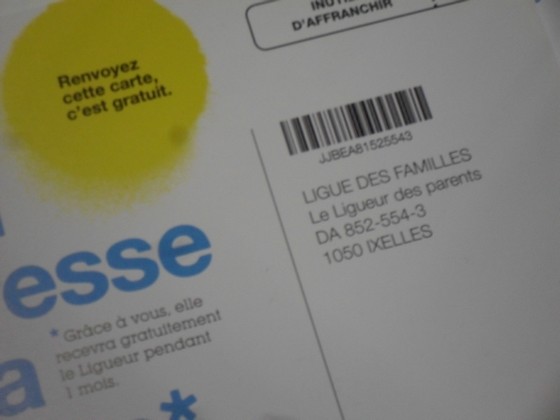 Renvoyez
cette carte,
c'est gratuit.
D'AFFRANCHIR
JJBEA81525543
LIGUE DES FAMILLES
Le Ligueur des parents
DA 852-554-3
1050 IXELLES
esse
* Grâce à vous, elle
recevra gratuitement
le Ligueur pendant
1 mois.
a
*